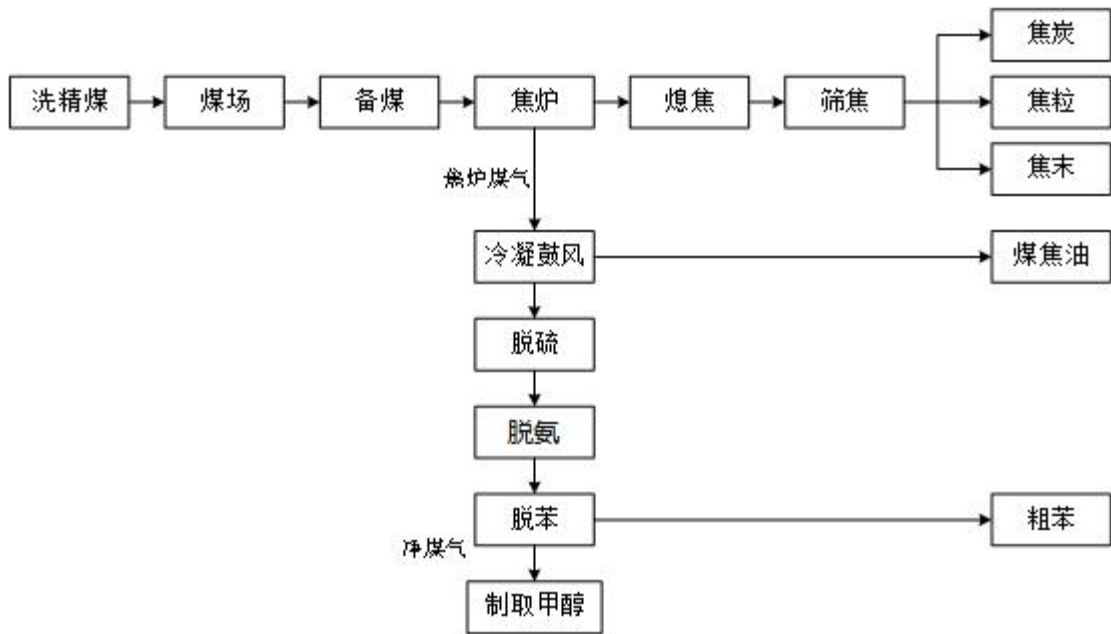 焦炭
洗精煤
煤场
备煤
焦炉
熄焦
筛焦
焦粒
焦末
焦炉煤气
冷凝鼓风
煤焦油
脱硫
脱氨
脱苯
粗苯
净煤气
制取甲醇